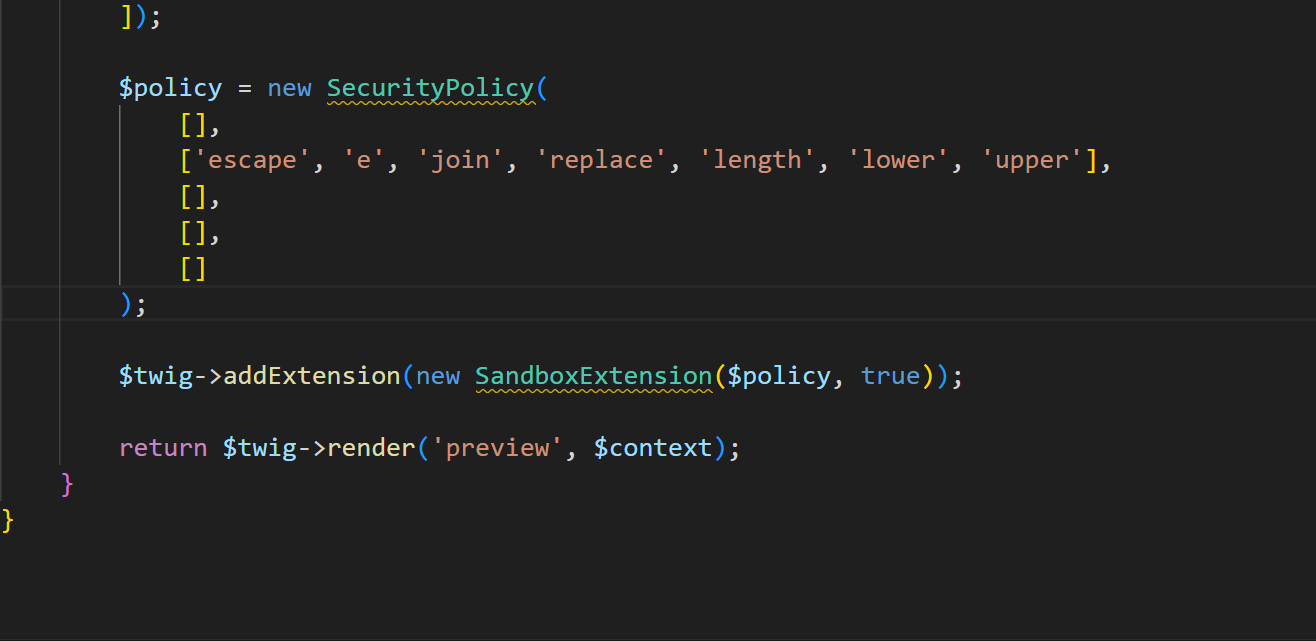 ]);
$policy = new SecurityPolicy(
[],
['escape', 'e', 'join', 'replace', 'length', 'lower', 'upper'],
[],
[],
[]
);
$twig->addExtension(new SandboxExtension($policy, true));
return $twig->render('preview', $context);
}
}